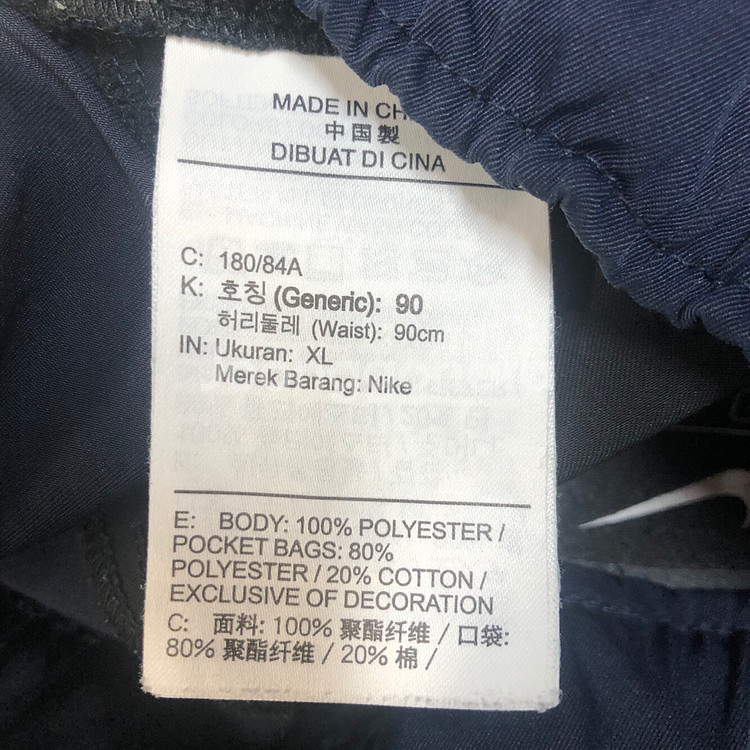 MADE IN CH
中国製
DIBUAT DI CINA
C: 180/84A
K: 호칭 (Generic): 90
허리둘레 (Waist): 90cm
IN: Ukuran: XL
Merek Barang: Nike
E: BODY: 100% POLYESTER /
POCKET BAGS: 80%
POLYESTER / 20% COTTON /
EXCLUSIVE OF DECORATION
C: 面料: 100% 聚酯纤维 / 口袋:
80% 聚酯纤维 / 20% 棉 /